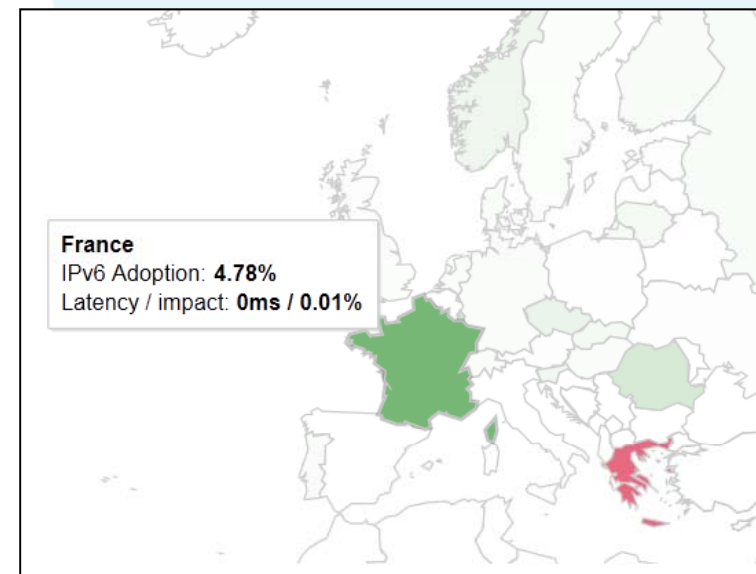 France
IPv6 Adoption: 4.78%
Latency / impact: 0ms / 0.01%